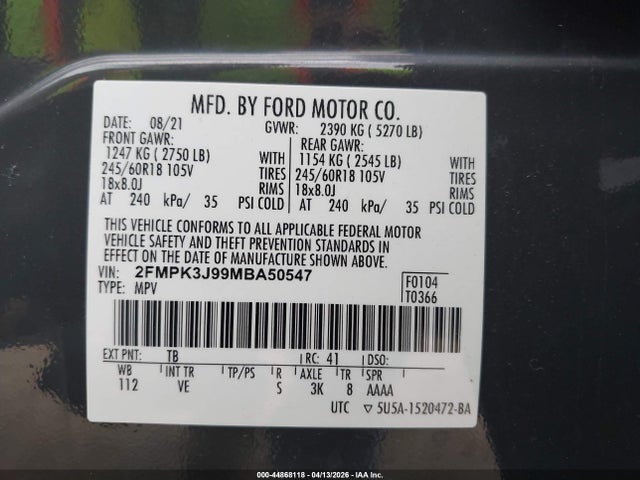 MFD. BY FORD MOTOR CO.
DATE: 08/21 GVWR: 2390 KG ( 5270 LB)
FRONT GAWR: REAR GAWR:
1247 KG ( 2750 LB) WITH 1154 KG ( 2545 LB) WITH
245/60R18 105V TIRES 245/60R18 105V TIRES
18x8.0J RIMS 18x8.0J RIMS
AT 240 kPa/ 35 PSI COLD AT 240 kPa/ 35 PSI COLD
THIS VEHICLE CONFORMS TO ALL APPLICABLE FEDERAL MOTOR
VEHICLE SAFETY AND THEFT PREVENTION STANDARDS IN
EFFECT ON THE DATE OF MANUFACTURE SHOWN ABOVE.
VIN: 2FMPK3J99MBA50547 F0104
TYPE: MPV T0366
EXT PNT: TB RC: 41 DSO:
WB INT TR TP/PS R AXLE TR SPR
112 VE S 3K 8 AAAA
UTC ▽ 5U5A-1520472-BA
000-44868118 - 04/13/2026 - IAA Inc.